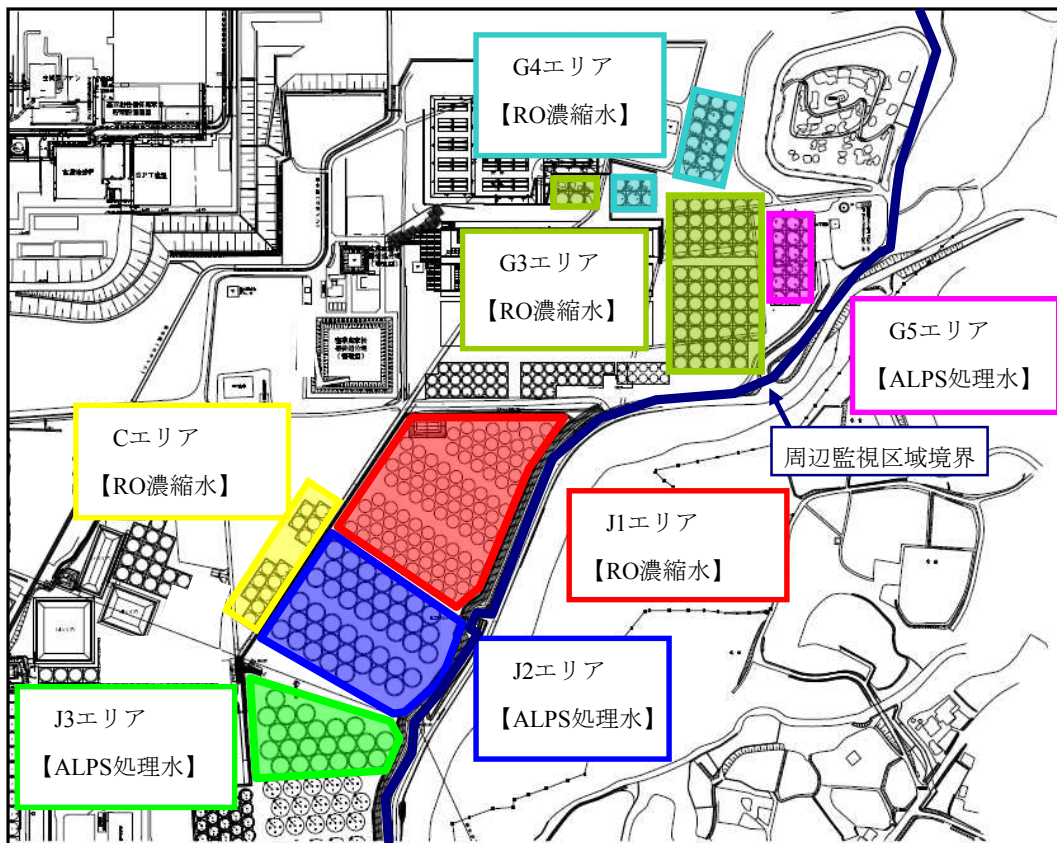 G4エリア
【RO濃縮水】
G3エリア
【RO濃縮水】
G5エリア
【ALPS処理水】
Cエリア
【RO濃縮水】
周辺監視区域境界
J1エリア
【RO濃縮水】
J2エリア
【ALPS処理水】
J3エリア
【ALPS処理水】